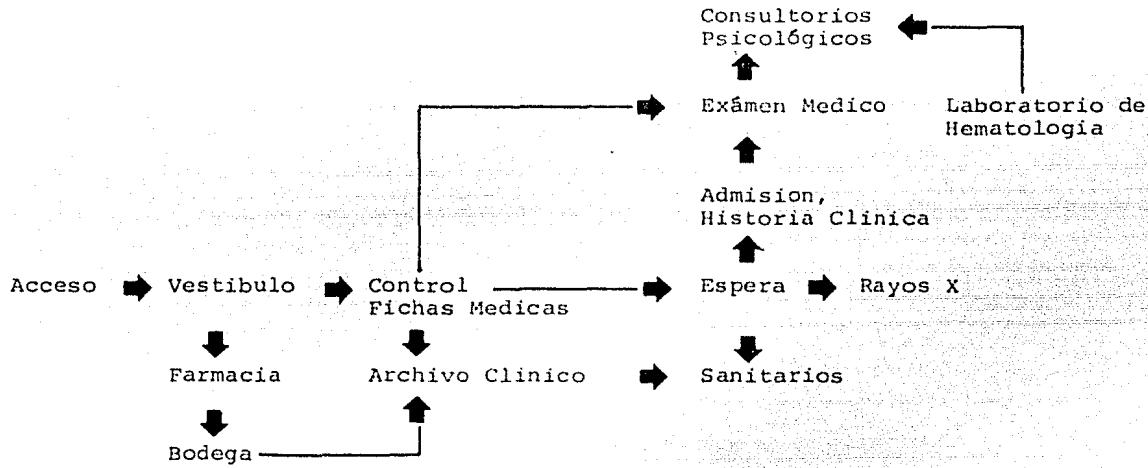 Consultorios
Psicológicos
Exámen Medico
Laboratorio de
Hematologia
Admision,
Historia Clinica
Acceso
Vestibulo
Control
Fichas Medicas
Espera
Rayos X
Farmacia
Archivo Clinico
Sanitarios
Bodega